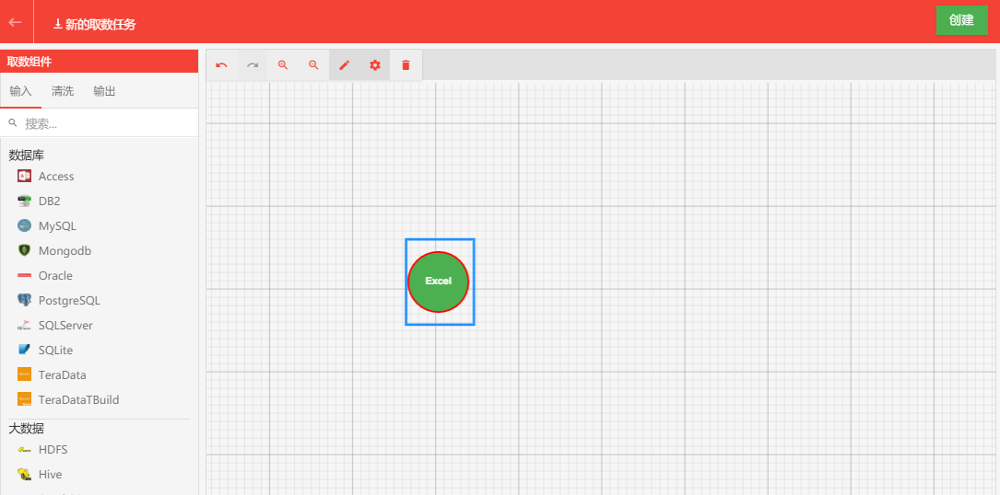 新的取数任务
创建
取数组件
输入 清洗 输出
搜索...
数据库
Access
DB2
MySQL
Mongodb
Oracle
PostgreSQL
SQLServer
SQLite
TeraData
TeraDataTBuild
大数据
HDFS
Hive
Excel